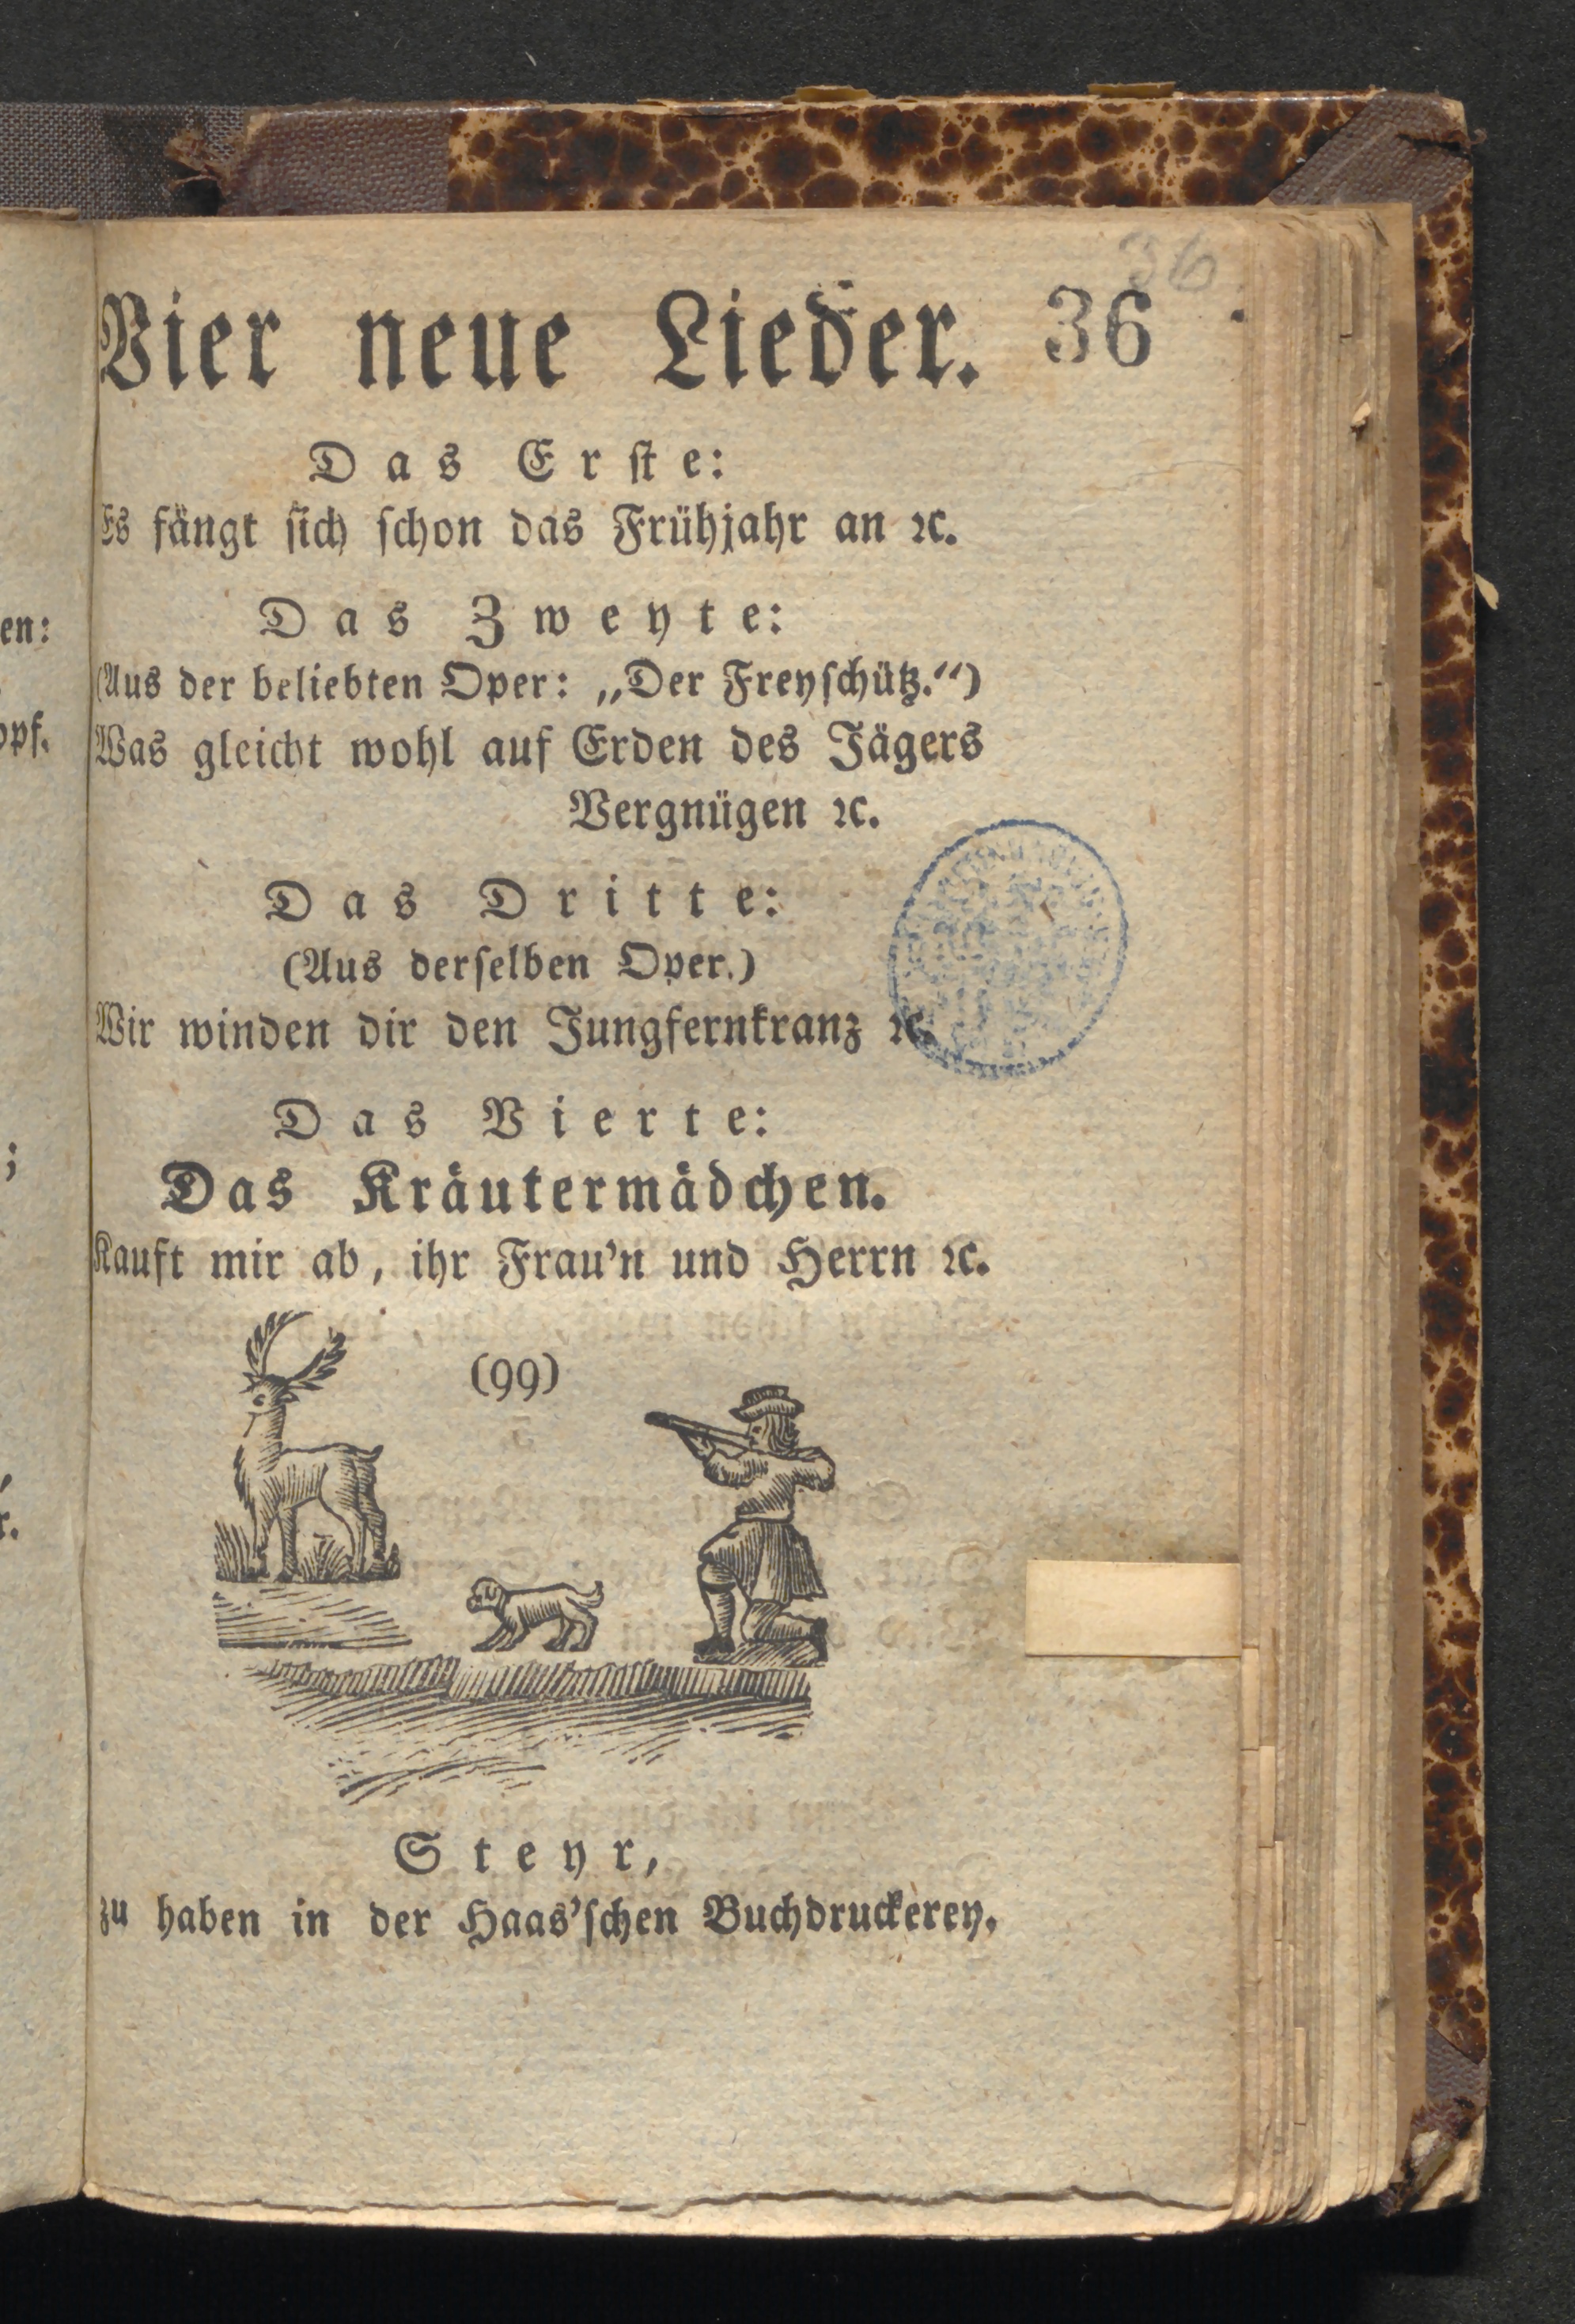 36
Vier neue Lieder. 36
Das Erſte:
Es fängt ſich ſchon das Frühjahr an ꝛc.
Das Zweyte:
(Aus der beliebten Oper: „Der Freyſchütz.“)
Was gleicht wohl auf Erden des Jägers
Vergnügen ꝛc.
Das Dritte:
(Aus derſelben Oper.)
Wir winden dir den Jungfernkranz ꝛc.
Das Vierte:
Das Kräutermädchen.
Kauft mir ab, ihr Frau’n und Herrn ꝛc.
(99)
Steyr,
zu haben in der Haas’ſchen Buchdruckerey.
en:
opf.
;
r.